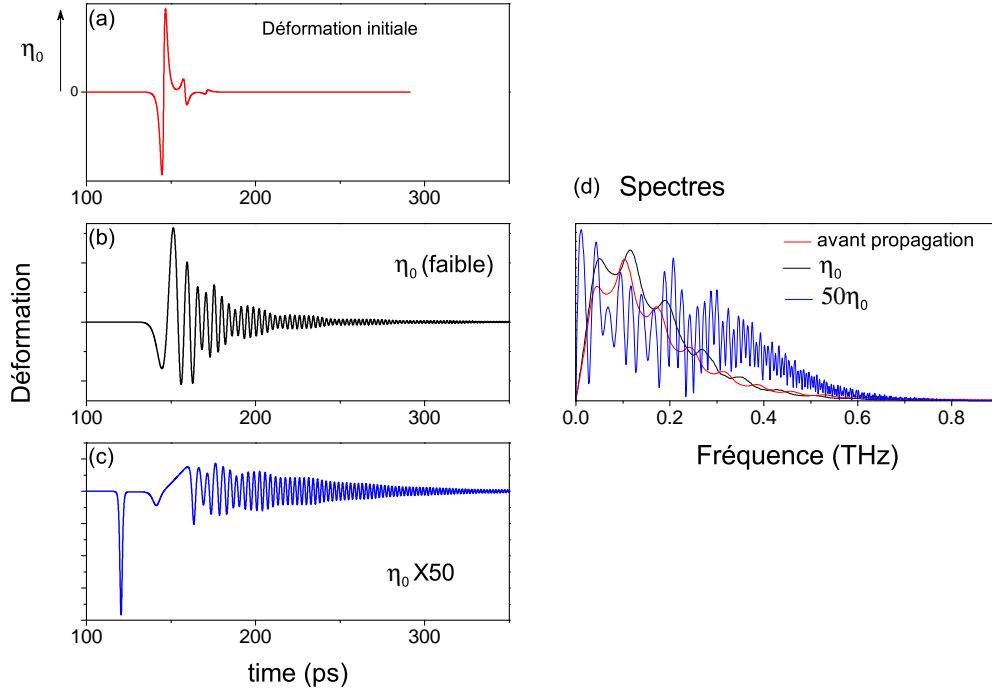 (a)
Déformation initiale
η₀
0
100
200
300
(b)
η₀ (faible)
100
200
300
Déformation
(c)
η₀ X50
100
200
300
time (ps)
(d) Spectres
avant propagation
η₀
50η₀
0.0
0.2
0.4
0.6
0.8
Fréquence (THz)